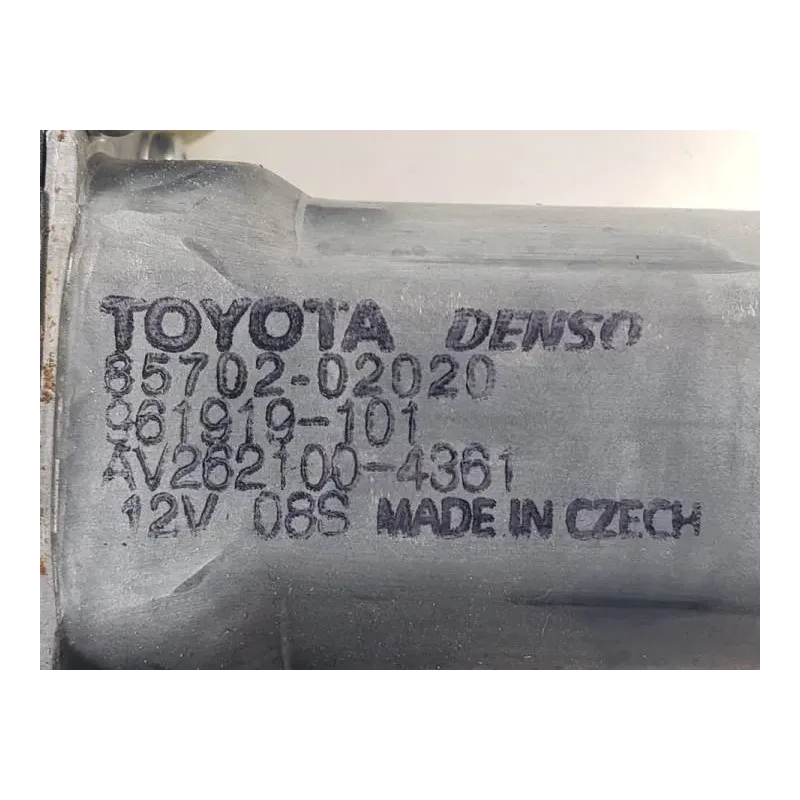 TOYOTA DENSO
85702-02020
961919-101
AV262100-4361
12V 08S MADE IN CZECH